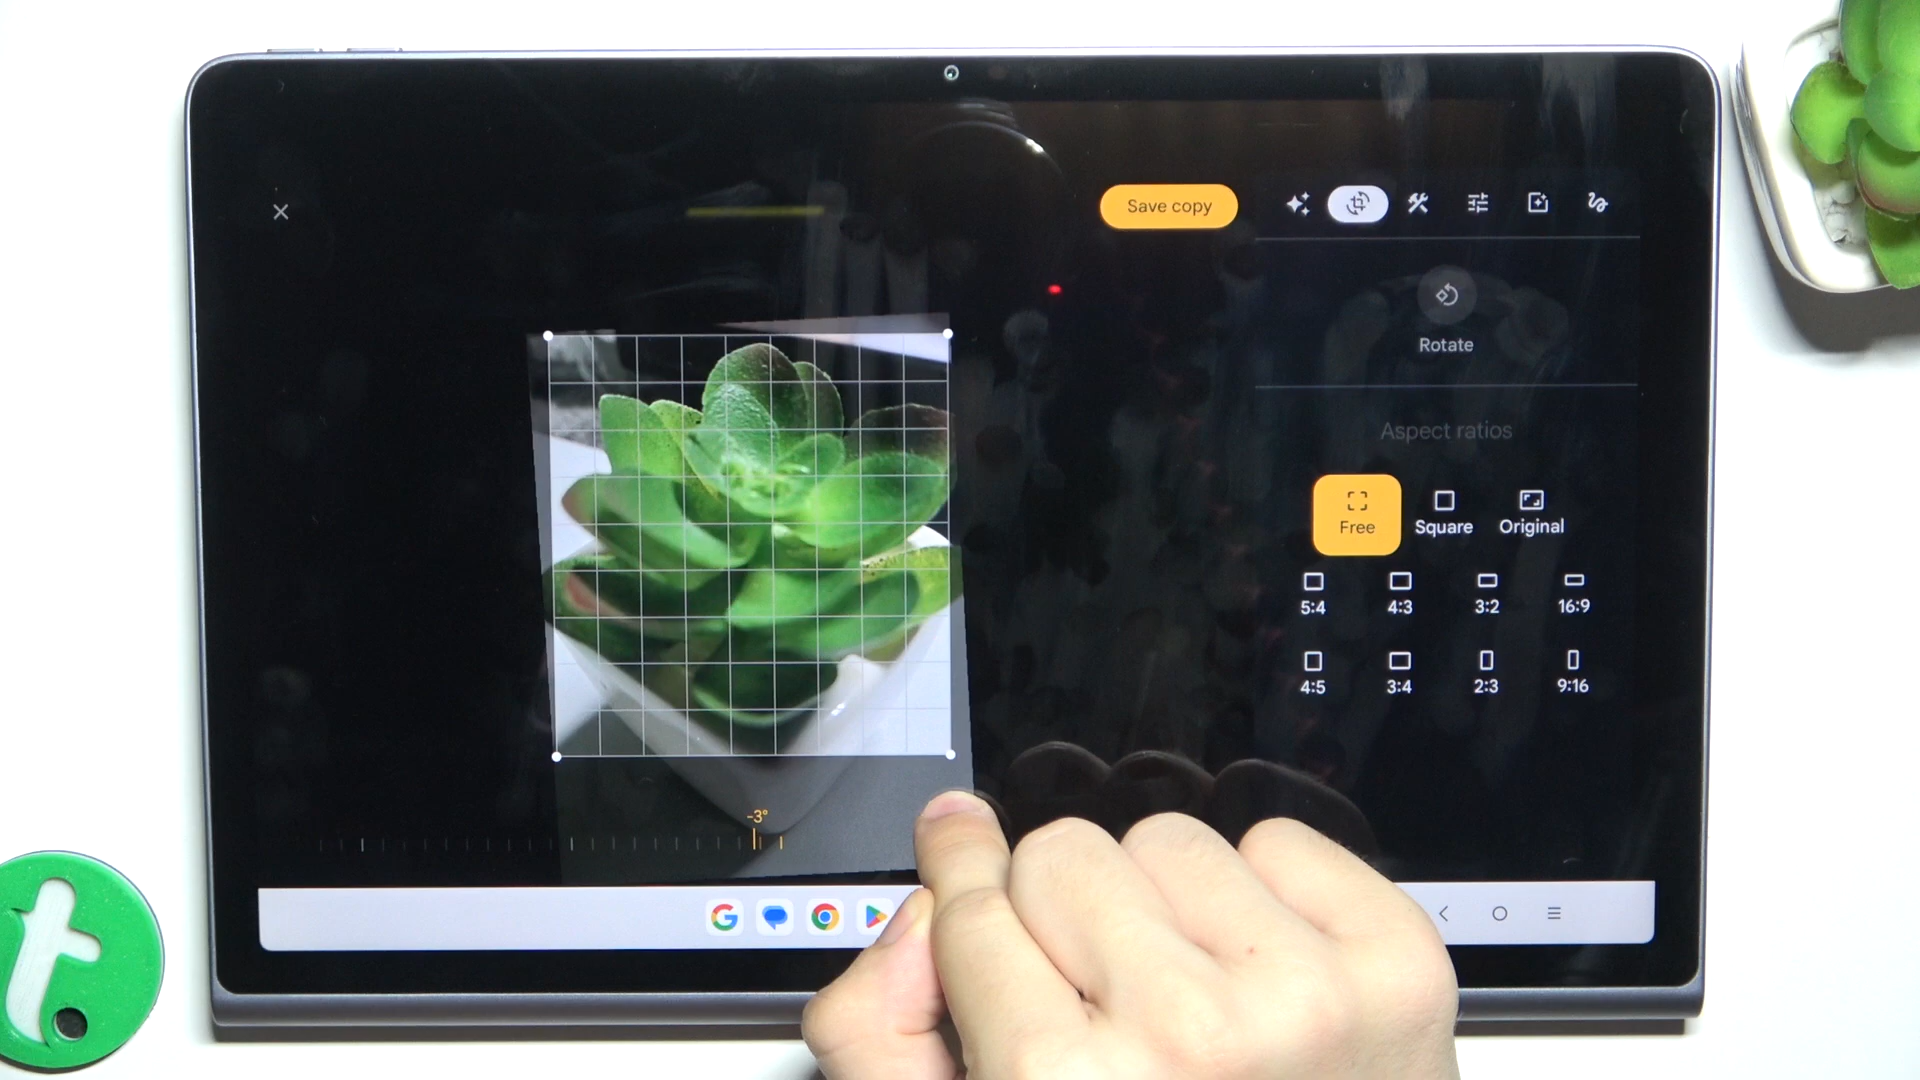 Save copy
Rotate
Aspect ratios
Free
Square
Original
5:4
4:3
3:2
16:9
4:5
3:4
2:3
9:16
-3°